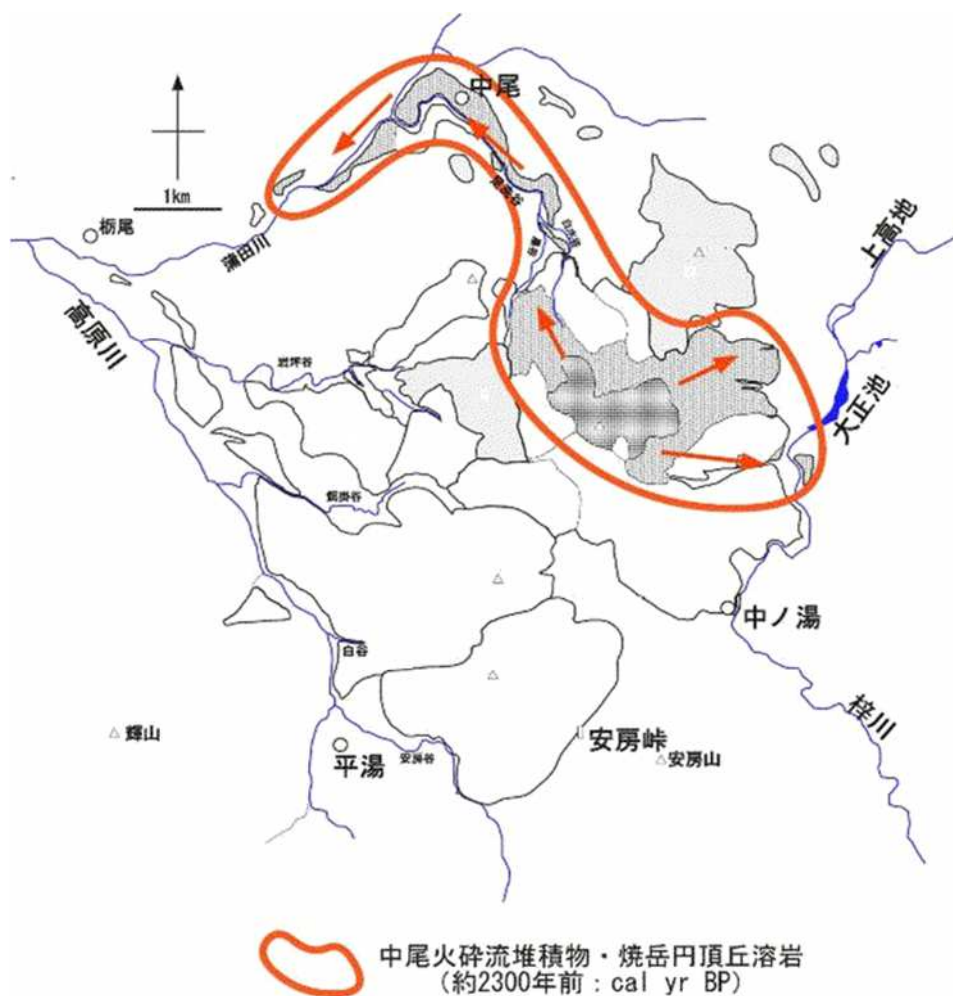 中尾
1km
栃尾
蒲田川
上高地
高原川
岩坪谷
大正池
中ノ湯
白谷
梓川
輝山
平湯
安房谷
安房峠
安房山
中尾火砕流堆積物・焼岳円頂丘溶岩
(約2300年前：cal yr BP)